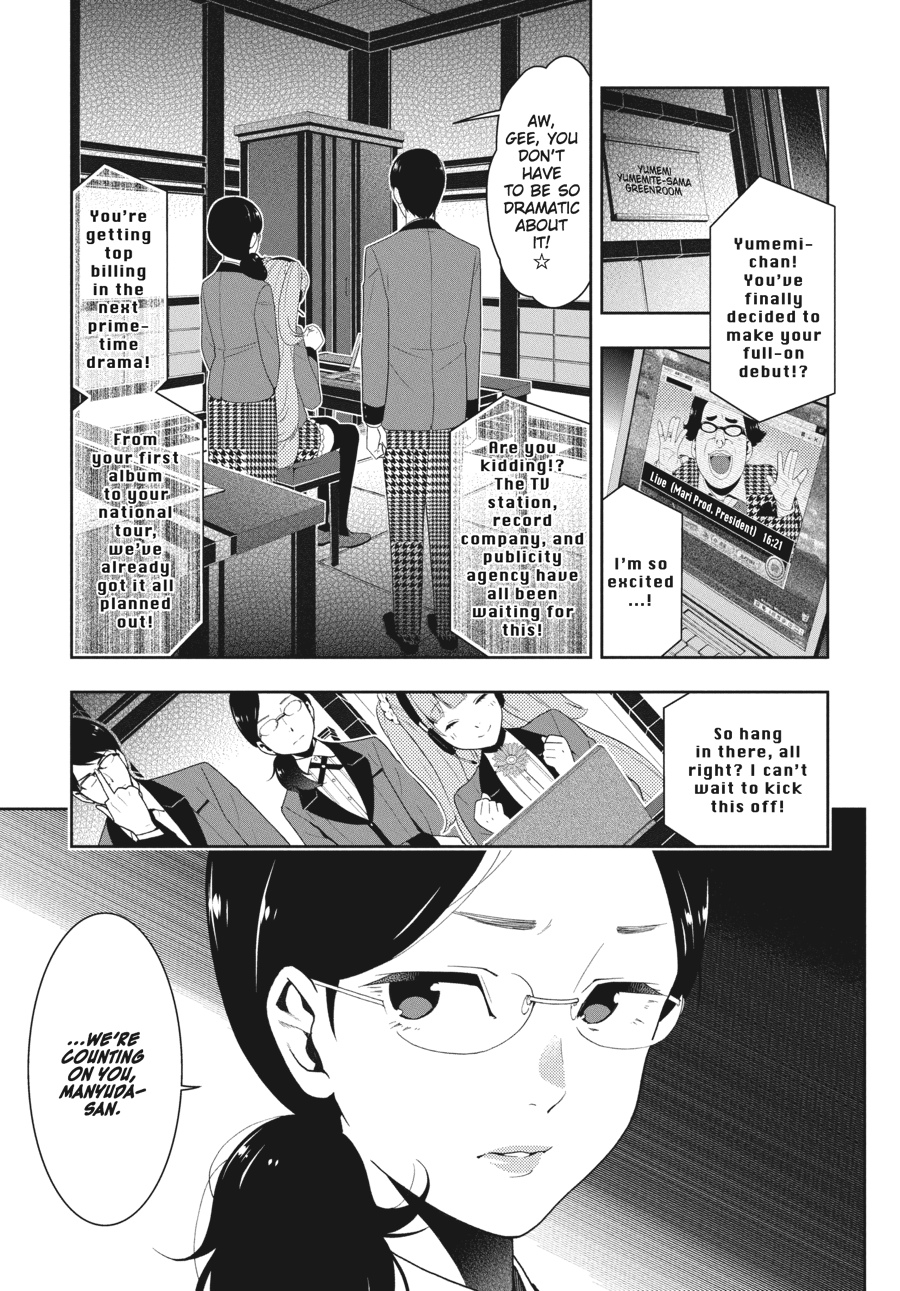 YUMEMI
YUMEMITE-SAMA
GREENROOM
Yumemi-
chan!
You've
finally
decided to
make your
full-on
debut!?
Live (Mari Prod. President) 16:21
I'm so
excited
...!
AW,
GEE, YOU
DON'T
HAVE
TO BE SO
DRAMATIC
ABOUT
IT!
☆
Are you
kidding!?
The TV
station,
record
company, and
publicity
agency have
all been
waiting for
this!
You're
getting
top
billing
in the
next
prime-
time
drama!
From
your first
album
to your
national
tour,
we've
already
got it all
planned
out!
So hang
in there, all
right? I can't
wait to kick
this off!
...WE'RE
COUNTING
ON YOU,
MANYUDA-
SAN.